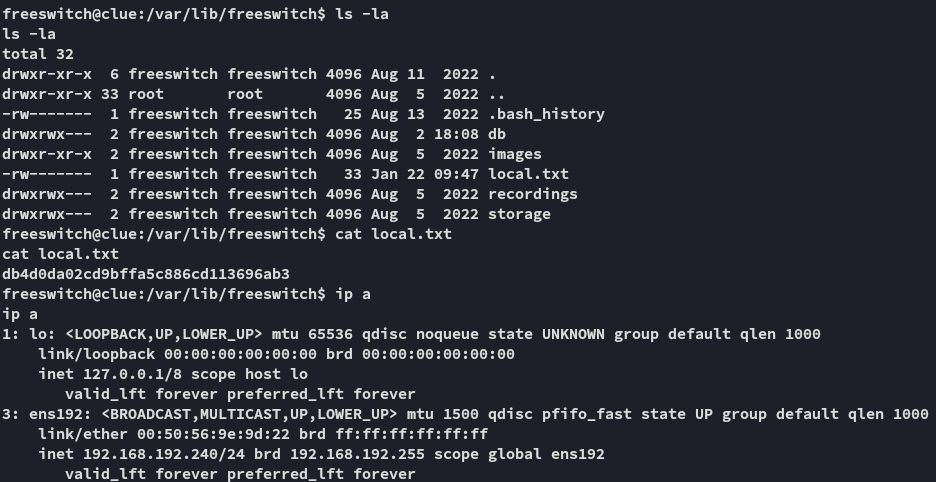 freeswitch@clue:/var/lib/freeswitch$ ls -la
ls -la
total 32
drwxr-xr-x  6 freeswitch freeswitch 4096 Aug 11  2022 .
drwxr-xr-x 33 root       root       4096 Aug  5  2022 ..
-rw-------  1 freeswitch freeswitch   25 Aug 13  2022 .bash_history
drwxrwx---  2 freeswitch freeswitch 4096 Aug  2 18:08 db
drwxr-xr-x  2 freeswitch freeswitch 4096 Aug  5  2022 images
-rw-------  1 freeswitch freeswitch   33 Jan 22 09:47 local.txt
drwxrwx---  2 freeswitch freeswitch 4096 Aug  5  2022 recordings
drwxrwx---  2 freeswitch freeswitch 4096 Aug  5  2022 storage
freeswitch@clue:/var/lib/freeswitch$ cat local.txt
cat local.txt
db4d0da02cd9bffa5c886cd113696ab3
freeswitch@clue:/var/lib/freeswitch$ ip a
ip a
1: lo: <LOOPBACK,UP,LOWER_UP> mtu 65536 qdisc noqueue state UNKNOWN group default qlen 1000
    link/loopback 00:00:00:00:00:00 brd 00:00:00:00:00:00
    inet 127.0.0.1/8 scope host lo
       valid_lft forever preferred_lft forever
3: ens192: <BROADCAST,MULTICAST,UP,LOWER_UP> mtu 1500 qdisc pfifo_fast state UP group default qlen 1000
    link/ether 00:50:56:9e:9d:22 brd ff:ff:ff:ff:ff:ff
    inet 192.168.192.240/24 brd 192.168.192.255 scope global ens192
       valid_lft forever preferred_lft forever